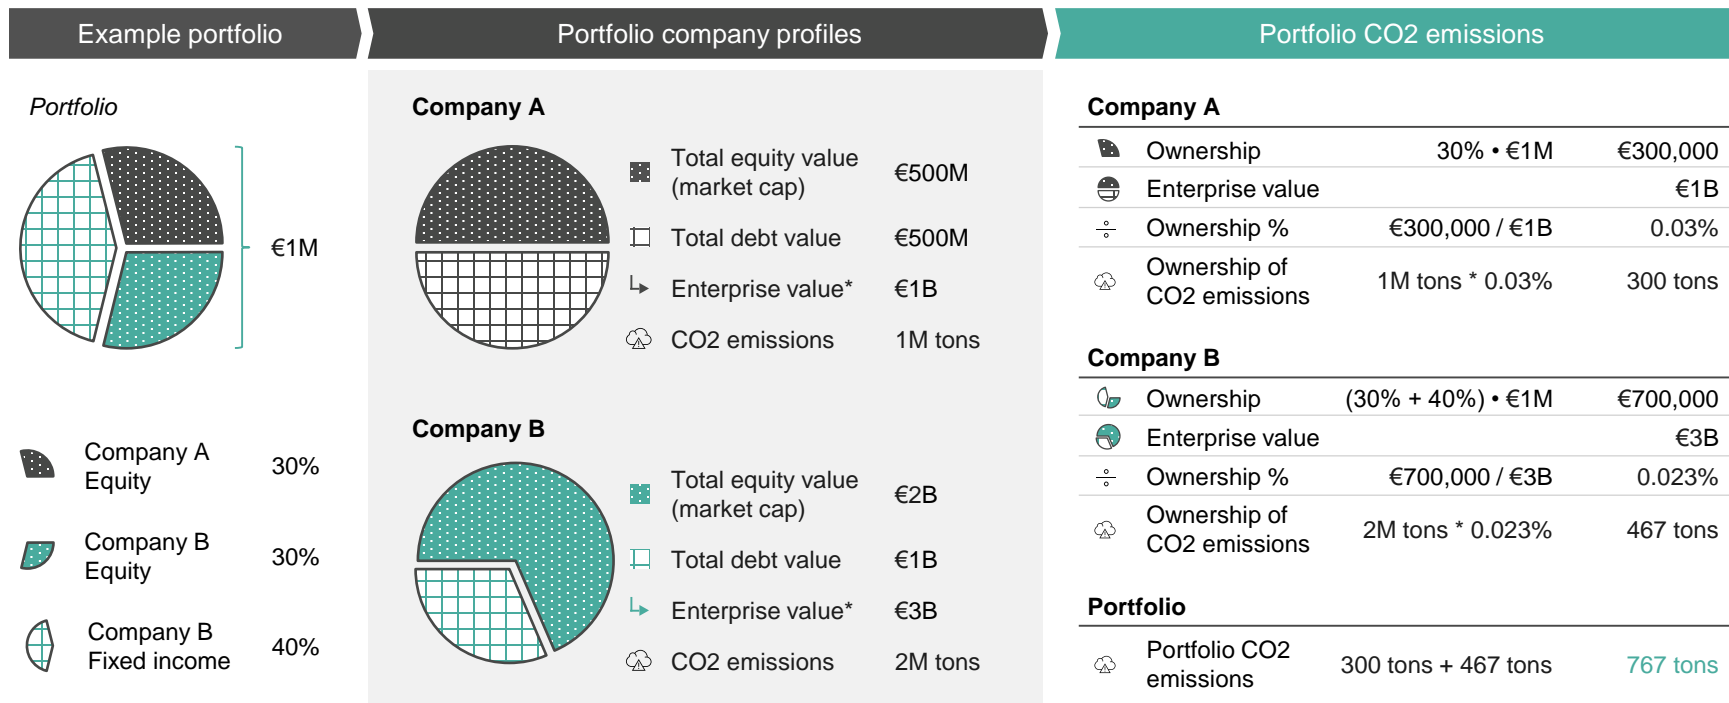 Example portfolio
Portfolio company profiles
Portfolio CO2 emissions
Portfolio
€1M
Company A
Equity
30%
Company B
Equity
30%
Company B
Fixed income
40%
Company A
Total equity value
(market cap)
€500M
Total debt value
€500M
Enterprise value*
€1B
CO2 emissions
1M tons
Company B
Total equity value
(market cap)
€2B
Total debt value
€1B
Enterprise value*
€3B
CO2 emissions
2M tons
Company A
Ownership 30% • €1M €300,000
Enterprise value €1B
Ownership % €300,000 / €1B 0.03%
Ownership of
CO2 emissions
1M tons * 0.03% 300 tons
Company B
Ownership (30% + 40%) • €1M €700,000
Enterprise value €3B
Ownership % €700,000 / €3B 0.023%
Ownership of
CO2 emissions
2M tons * 0.023% 467 tons
Portfolio
Portfolio CO2
emissions
300 tons + 467 tons 767 tons